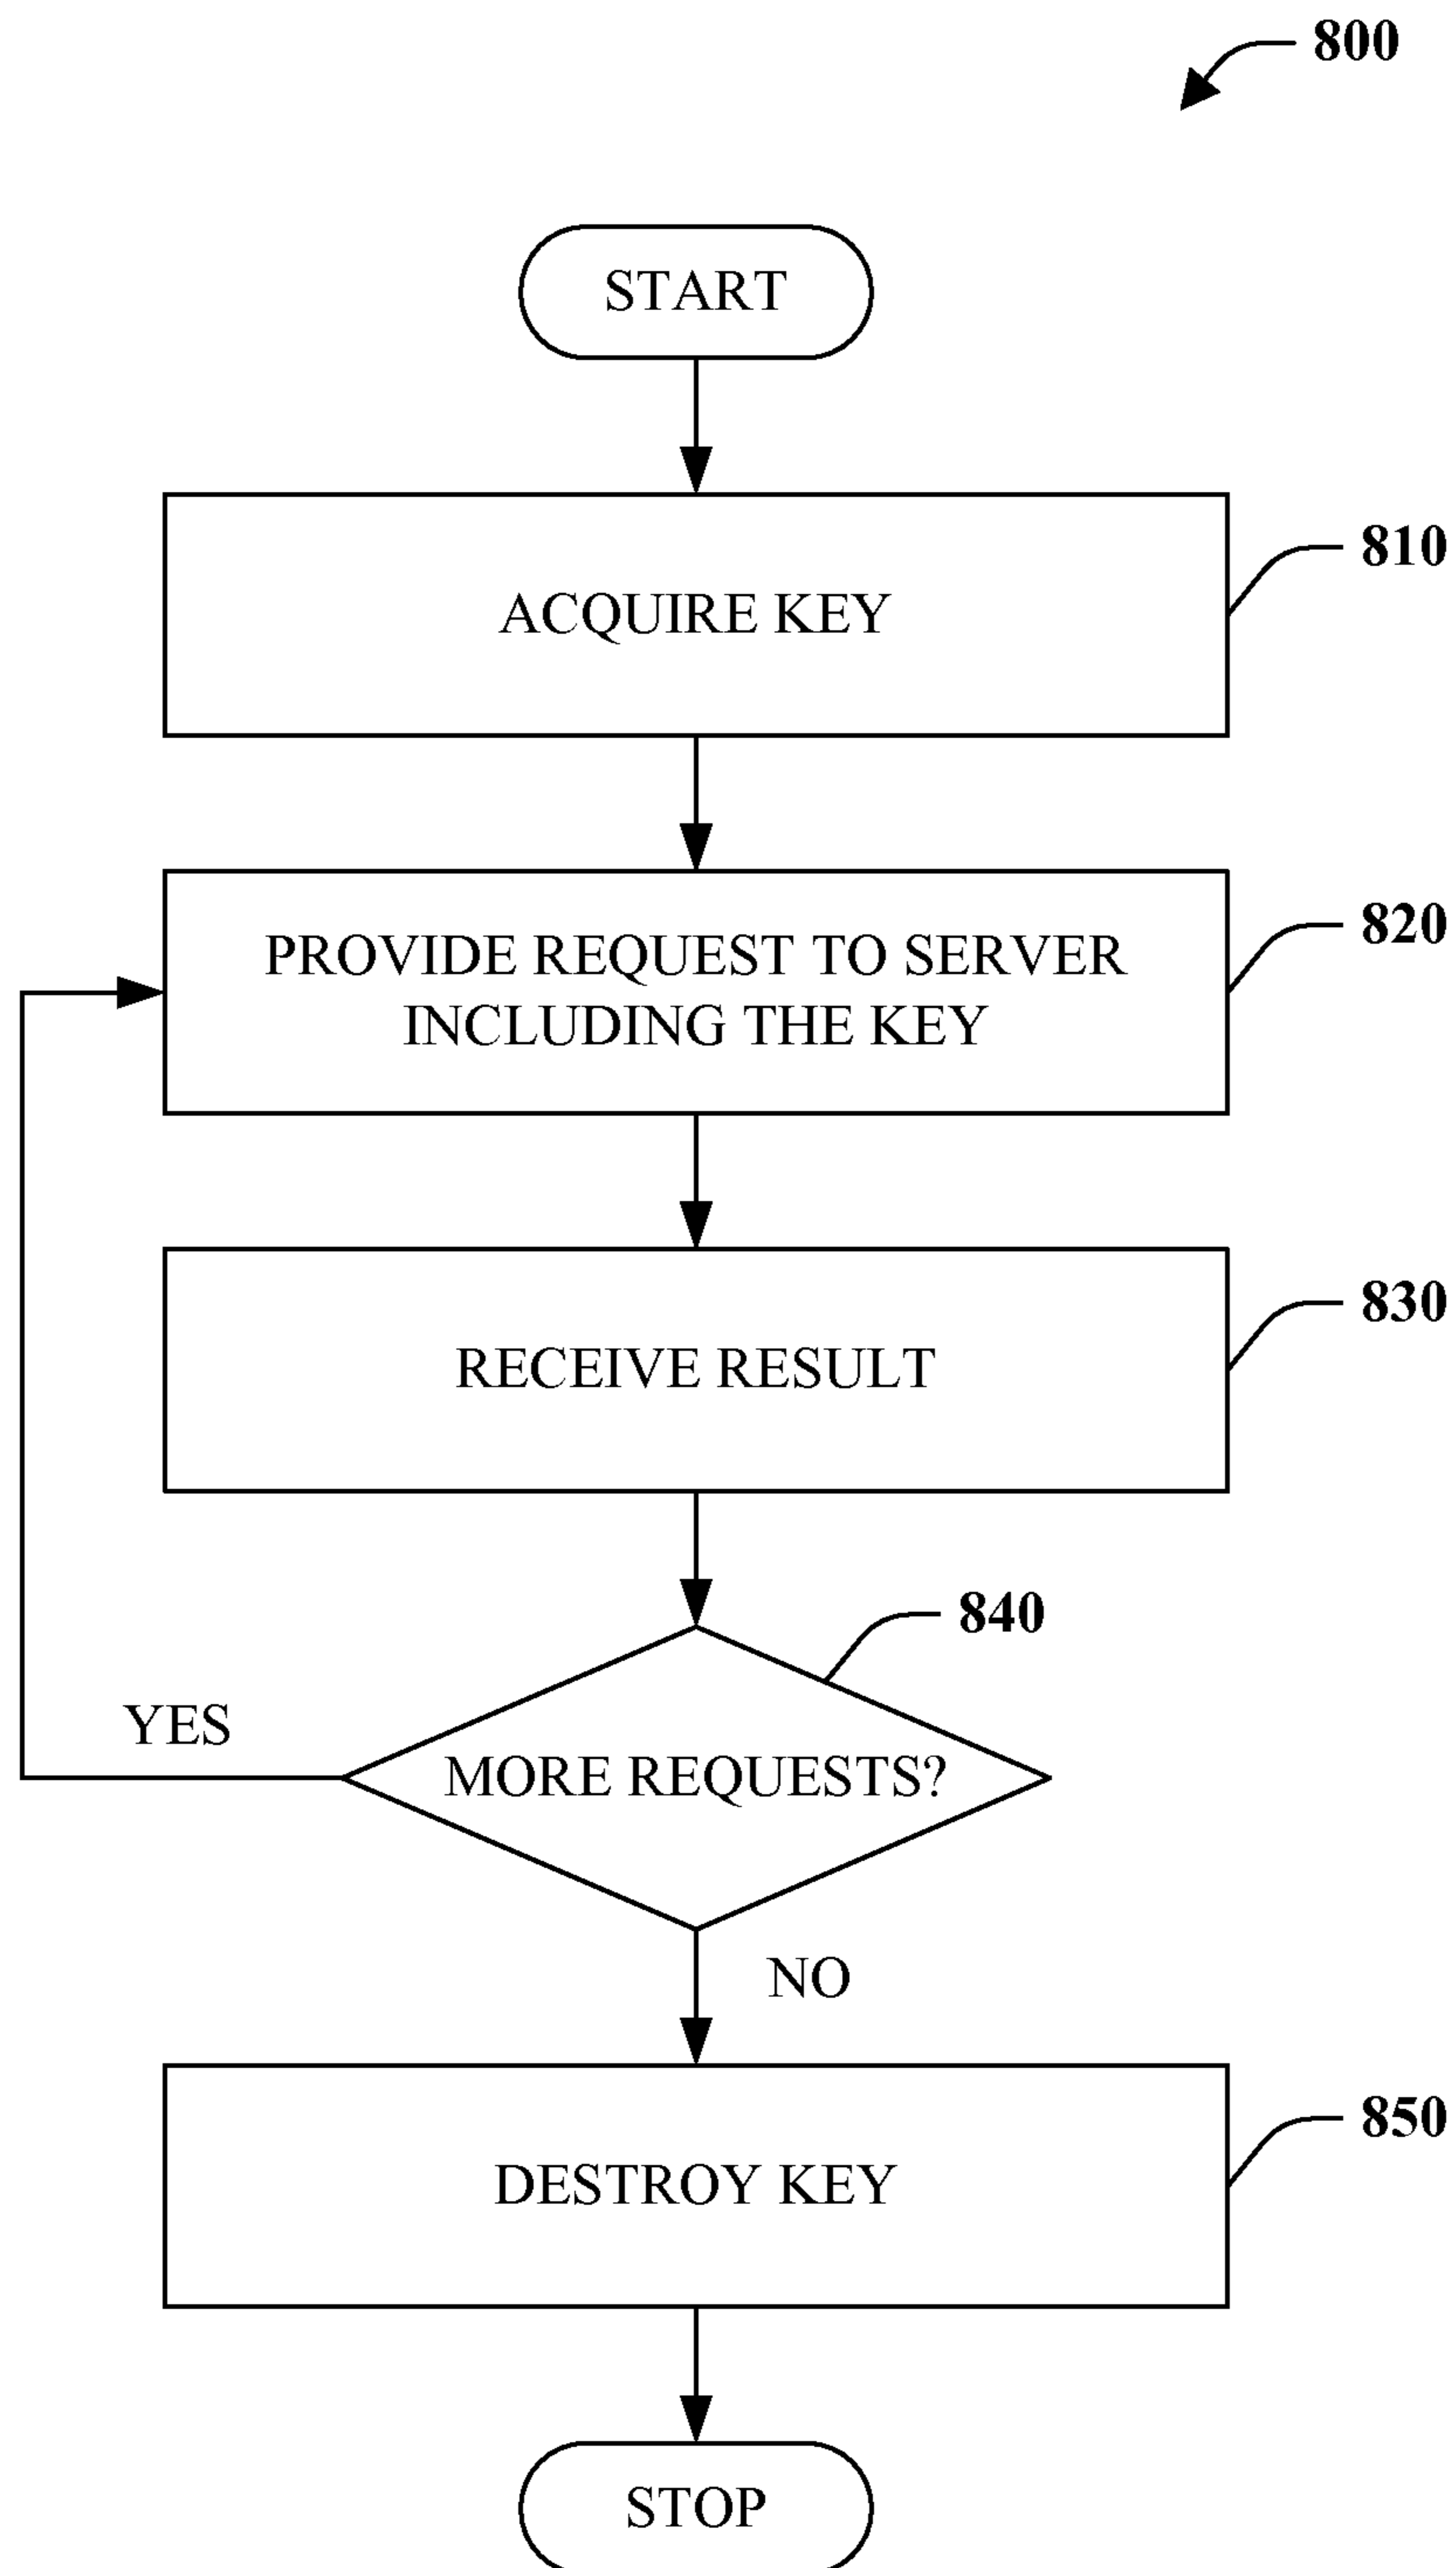 800
START
810
ACQUIRE KEY
820
PROVIDE REQUEST TO SERVER
INCLUDING THE KEY
830
RECEIVE RESULT
840
YES
MORE REQUESTS?
NO
850
DESTROY KEY
STOP